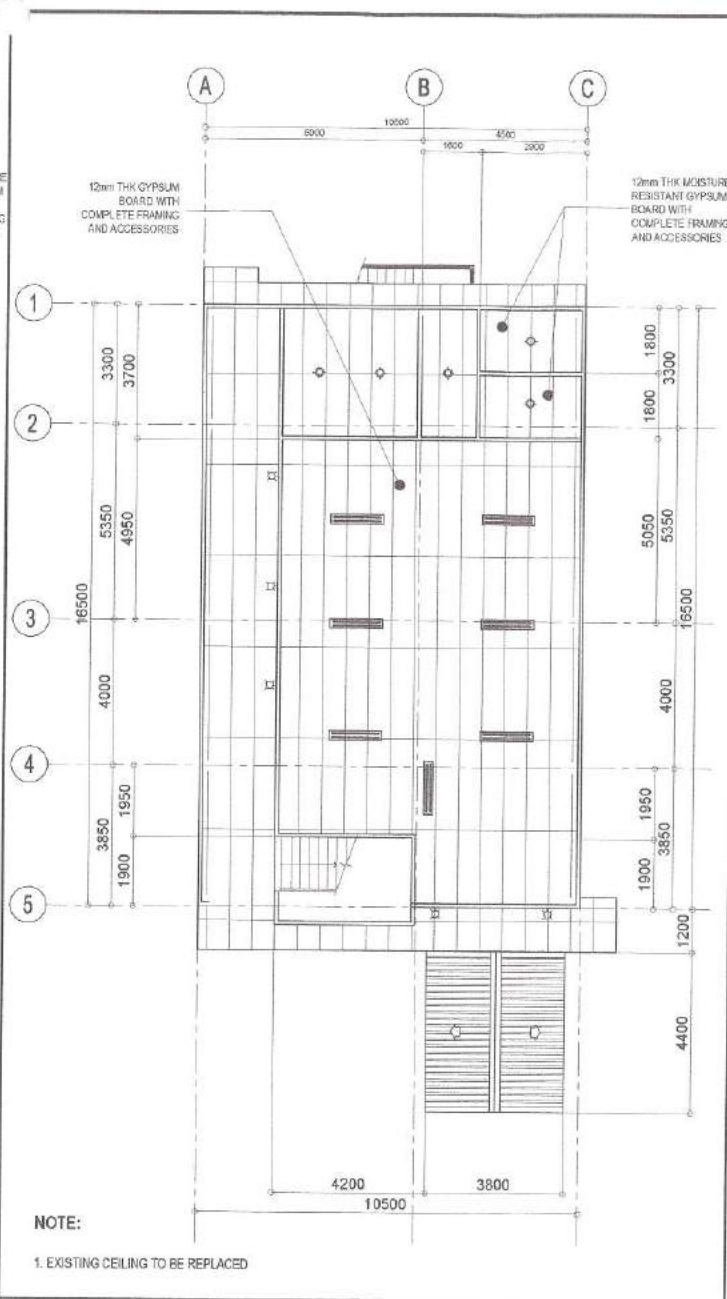 A
B
C
10500
6000
4500
1600
2900
12mm THK GYPSUM
BOARD WITH
COMPLETE FRAMING
AND ACCESSORIES
12mm THK MOISTURE
RESISTANT GYPSUM
BOARD WITH
COMPLETE FRAMING
AND ACCESSORIES
1
2
3
4
5
3300
3700
5350
4950
16500
4000
1950
3850
1900
1800
3300
1800
5050
5350
16500
4000
1950
3850
1900
1200
4400
4200
3800
10500
NOTE:
1. EXISTING CEILING TO BE REPLACED